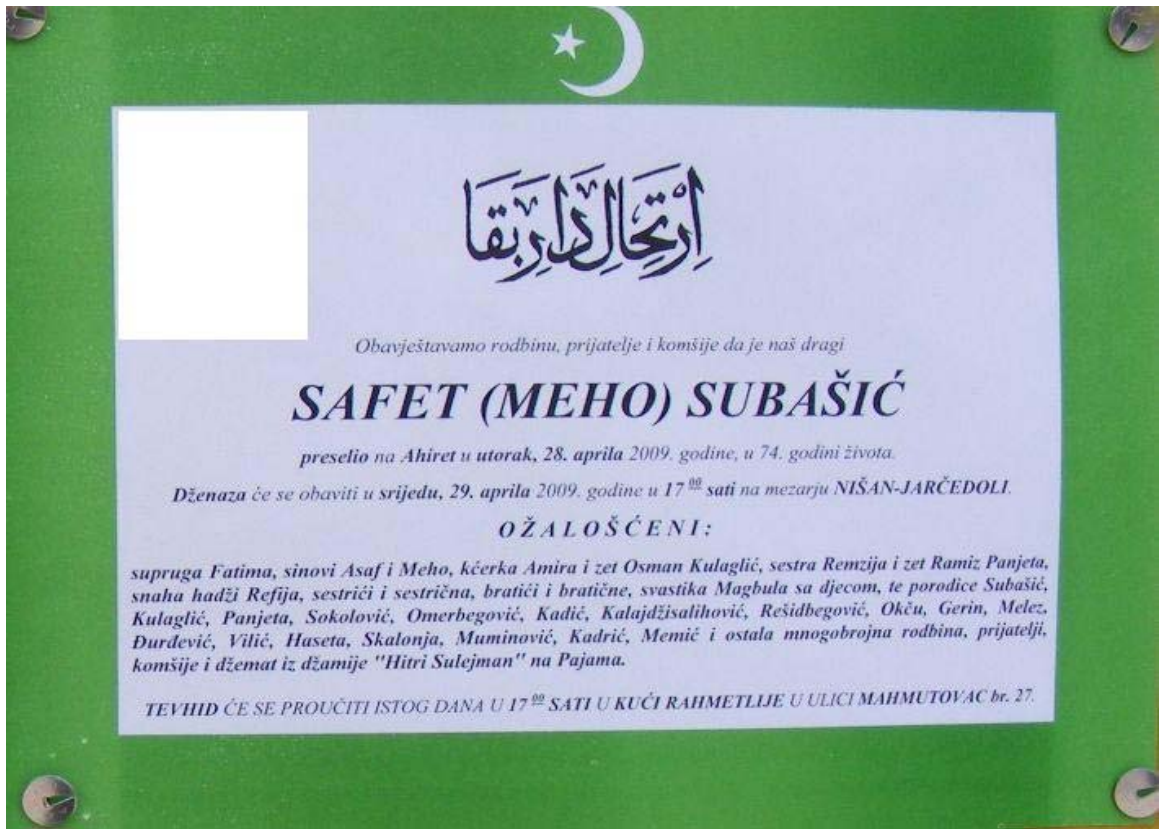 اِرْتِحَالِ دَارِ بَقَا
Obavještavamo rodbinu, prijatelje i komšije da je naš dragi
SAFET (MEHO) SUBAŠIĆ
preselio na Ahiret u utorak, 28. aprila 2009. godine, u 74. godini života.
Dženaza će se obaviti u srijedu, 29. aprila 2009. godine u 17 00 sati na mezarju NIŠAN-JARČEDOLI.
OŽALOŠĆENI:
supruga Fatima, sinovi Asaf i Meho, kćerka Amira i zet Osman Kulaglić, sestra Remzija i zet Ramiz Panjeta,
snaha hadži Refija, sestrići i sestrična, bratići i bratične, svastika Magbula sa djecom, te porodice Subašić,
Kulaglić, Panjeta, Sokolović, Omerbegović, Kadić, Kalajdžisalihović, Rešidbegović, Okču, Gerin, Melez,
Đurđević, Vilić, Haseta, Skalonja, Muminović, Kadrić, Memić i ostala mnogobrojna rodbina, prijatelji,
komšije i džemat iz džamije "Hitri Sulejman" na Pajama.
TEVHID ĆE SE PROUČITI ISTOG DANA U 17 00 SATI U KUĆI RAHMETLIJE U ULICI MAHMUTOVAC br. 27.